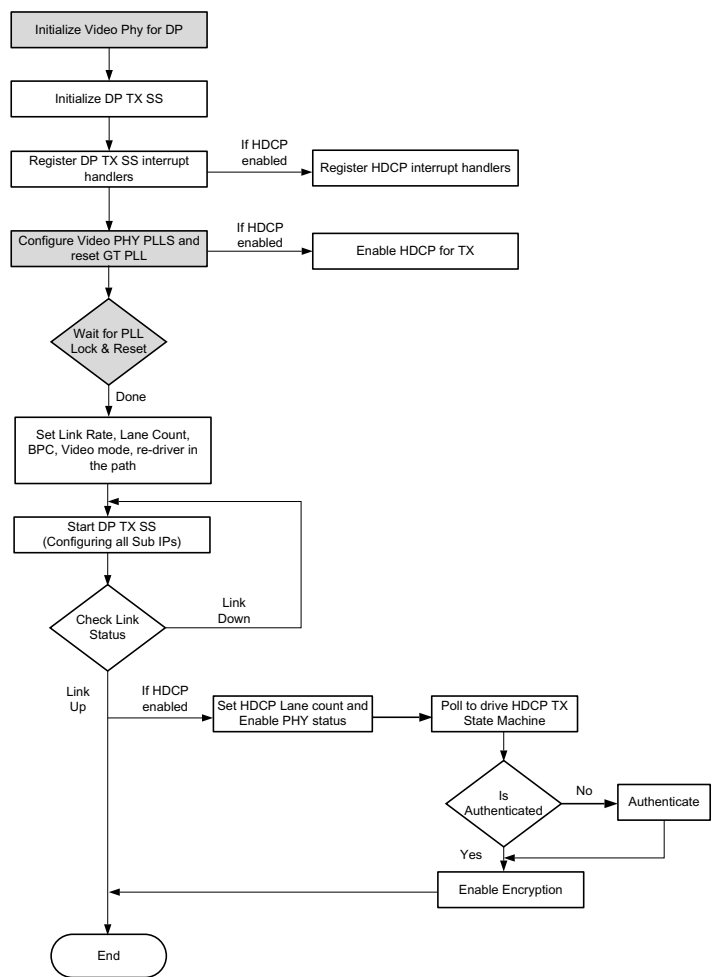 Initialize Video Phy for DP
Initialize DP TX SS
Register DP TX SS interrupt
handlers
If HDCP
enabled
Register HDCP interrupt handlers
Configure Video PHY PLLS and
reset GT PLL
If HDCP
enabled
Enable HDCP for TX
Wait for PLL
Lock & Reset
Done
Set Link Rate, Lane Count,
BPC, Video mode, re-driver in
the path
Start DP TX SS
(Configuring all Sub IPs)
Check Link
Status
Link
Down
Link
Up
If HDCP
enabled
Set HDCP Lane count and
Enable PHY status
Poll to drive HDCP TX
State Machine
Is
Authenticated
No
Authenticate
Yes
Enable Encryption
End